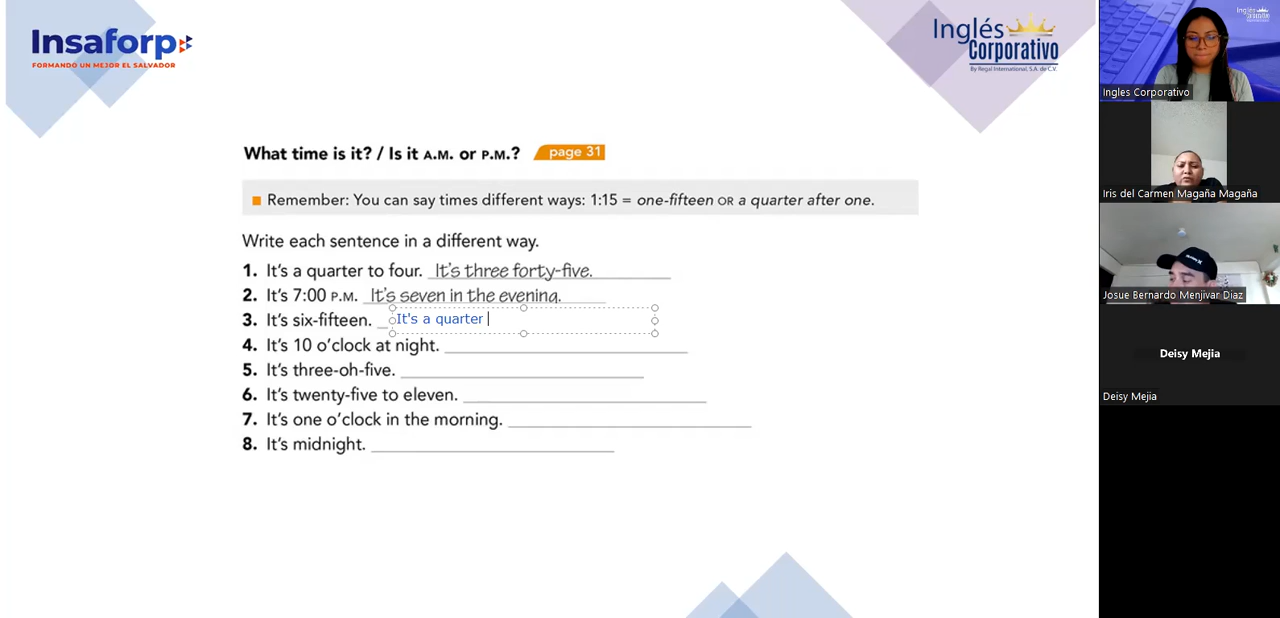 Insaforp
FORMANDO UN MEJOR EL SALVADOR
Inglés
Corporativo
By Regal International, S.A. de C.V.
What time is it? / Is it A.M. or P.M.? page 31
Remember: You can say times different ways: 1:15 = one-fifteen OR a quarter after one.
Write each sentence in a different way.
1. It's a quarter to four. It's three forty-five.
2. It's 7:00 P.M. It's seven in the evening.
3. It's six-fifteen. It's a quarter
4. It's 10 o'clock at night.
5. It's three-oh-five.
6. It's twenty-five to eleven.
7. It's one o'clock in the morning.
8. It's midnight.
Ingles Corporativo
Iris del Carmen Magaña Magaña
Josue Bernardo Menjivar Diaz
Deisy Mejia
Deisy Mejia